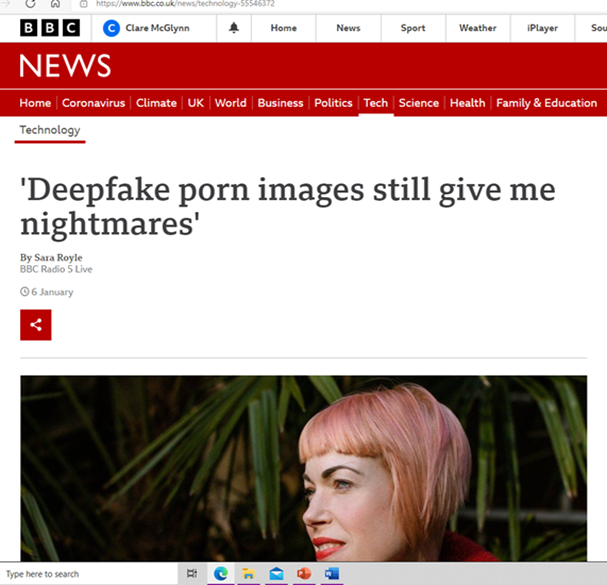 https://www.bbc.co.uk/news/technology-55546372
BBC C Clare McGlynn Home News Sport Weather iPlayer Sou
NEWS
Home Coronavirus Climate UK World Business Politics Tech Science Health Family & Education
Technology
'Deepfake porn images still give me
nightmares'
By Sara Royle
BBC Radio 5 Live
6 January
Type here to search